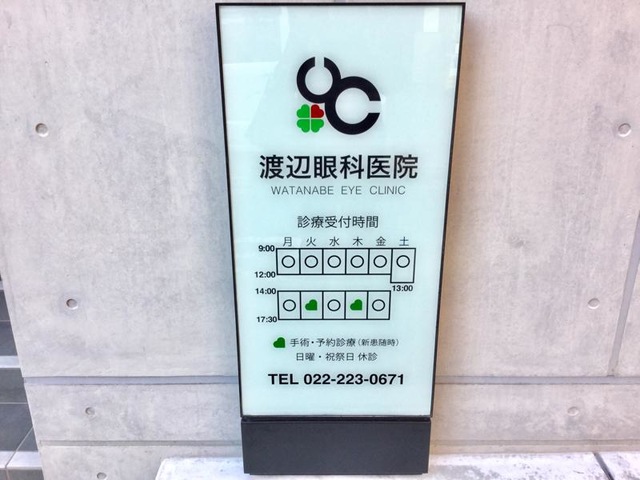 渡辺眼科医院
WATANABE EYE CLINIC
診療受付時間
月 火 水 木 金 土
9:00
12:00
13:00
14:00
17:30
手術・予約診療(新患随時)
日曜・祝祭日 休診
TEL 022-223-0671